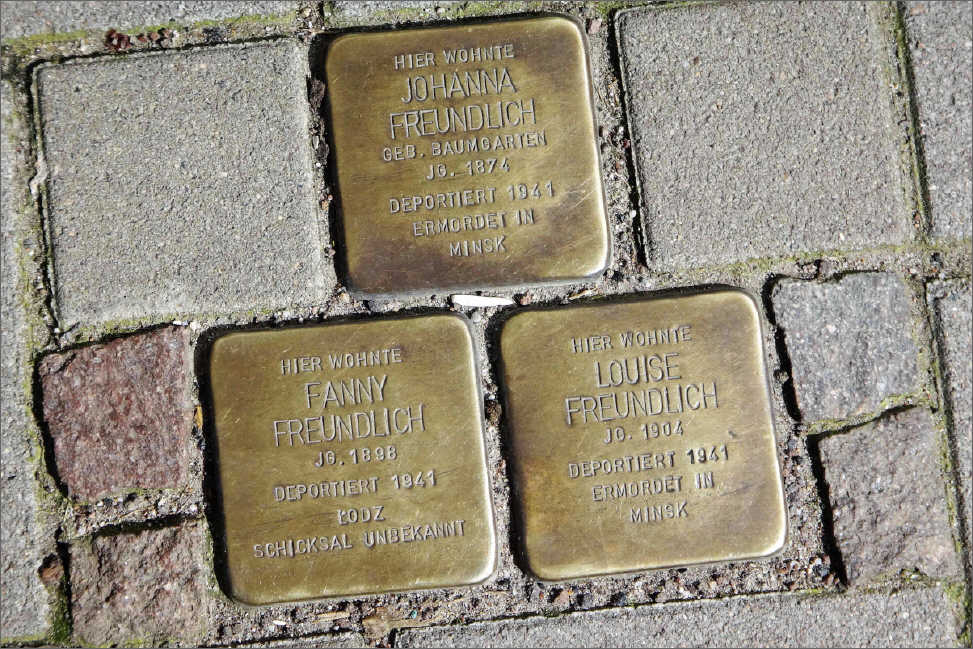 HIER WOHNTE
JOHANNA
FREUNDLICH
GEB. BAUMGARTEN
JG. 1874
DEPORTIERT 1941
ERMORDET IN
MINSK
HIER WOHNTE
FANNY
FREUNDLICH
JG. 1898
DEPORTIERT 1941
ŁODZ
SCHICKSAL UNBEKANNT
HIER WOHNTE
LOUISE
FREUNDLICH
JG. 1904
DEPORTIERT 1941
ERMORDET IN
MINSK